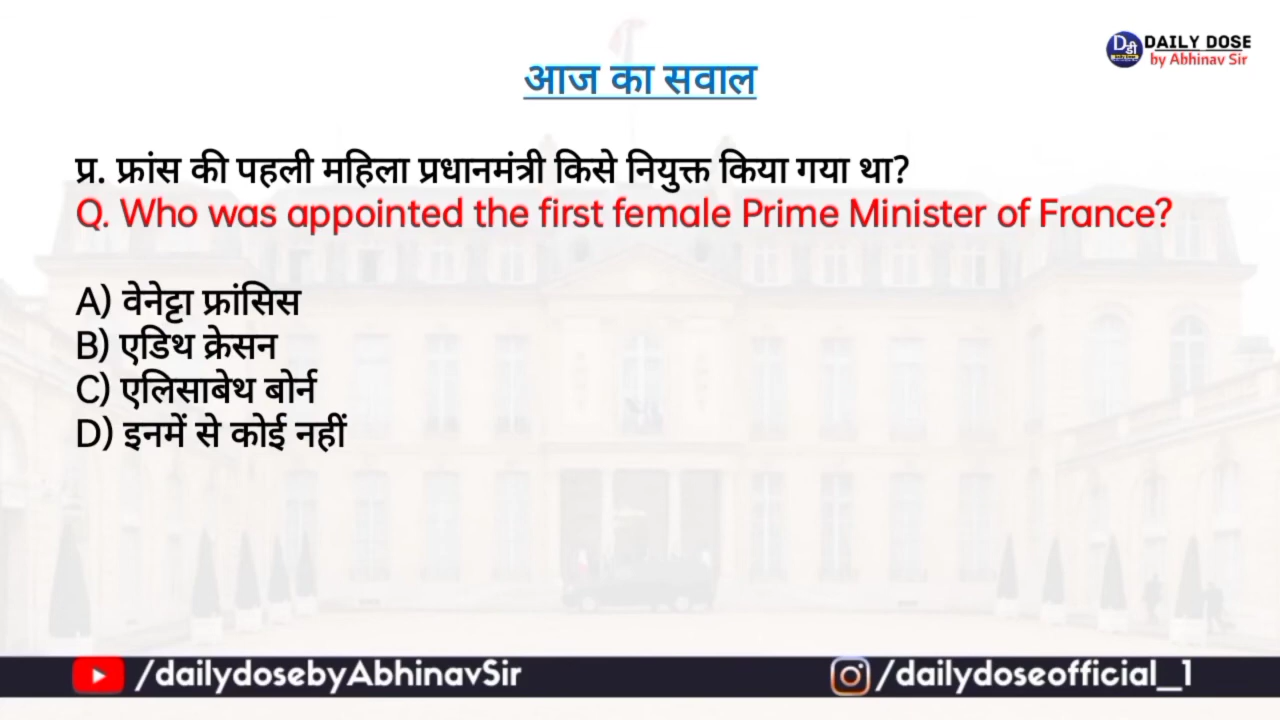 DAILY DOSE
by Abhinav Sir
आज का सवाल
प्र. फ्रांस की पहली महिला प्रधानमंत्री किसे नियुक्त किया गया था?
Q. Who was appointed the first female Prime Minister of France?
A) वेनेट्टा फ्रांसिस
B) एडिथ क्रेसन
C) एलिसाबेथ बोर्न
D) इनमें से कोई नहीं
/dailydosebyAbhinavSir
/dailydoseofficial_1